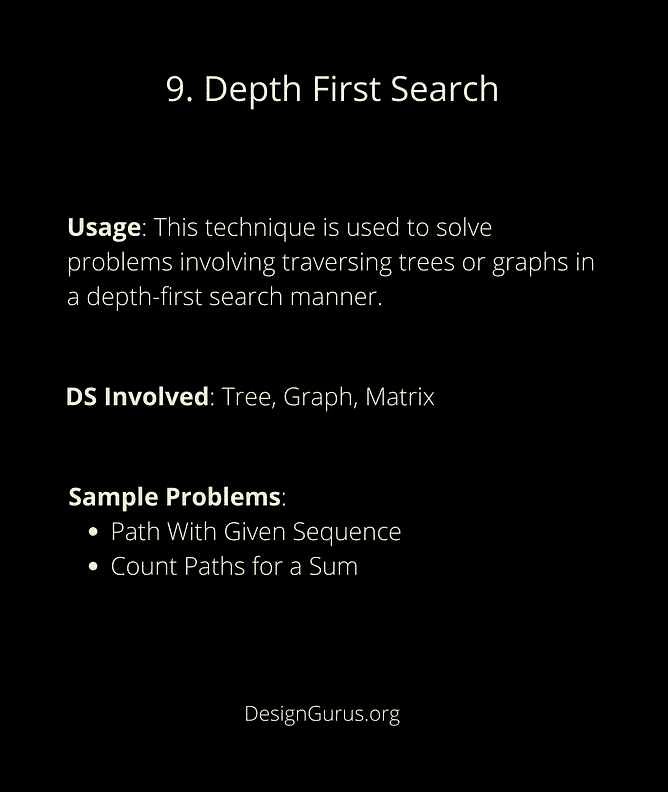 9. Depth First Search
Usage: This technique is used to solve
problems involving traversing trees or graphs in
a depth-first search manner.
DS Involved: Tree, Graph, Matrix
Sample Problems:
• Path With Given Sequence
• Count Paths for a Sum
DesignGurus.org